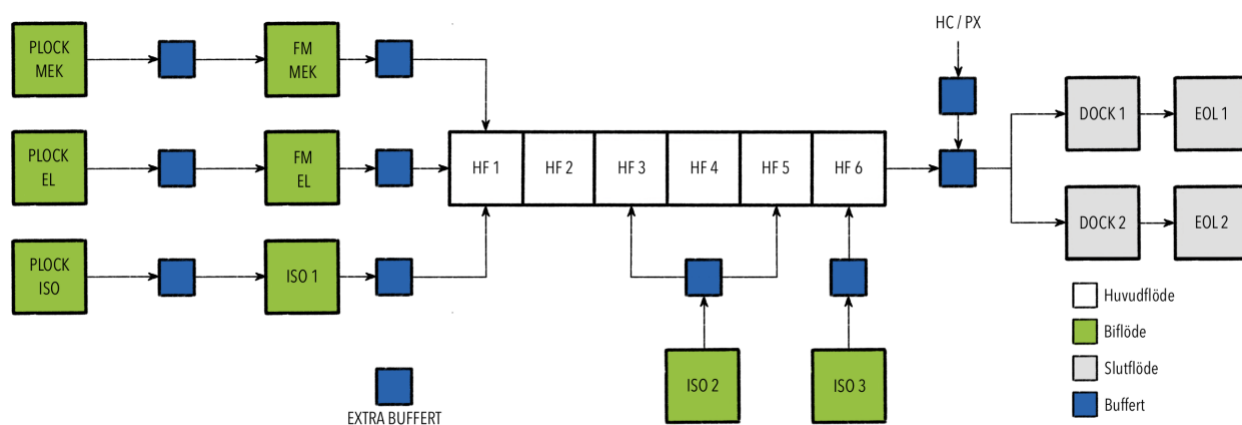 HC / PX
PLOCK
MEK
FM
MEK
DOCK 1
EOL 1
PLOCK
EL
FM
EL
HF 1
HF 2
HF 3
HF 4
HF 5
HF 6
DOCK 2
EOL 2
PLOCK
ISO
ISO 1
Huvudflöde
Biflöde
Slutflöde
Buffert
ISO 2
ISO 3
EXTRA BUFFERT